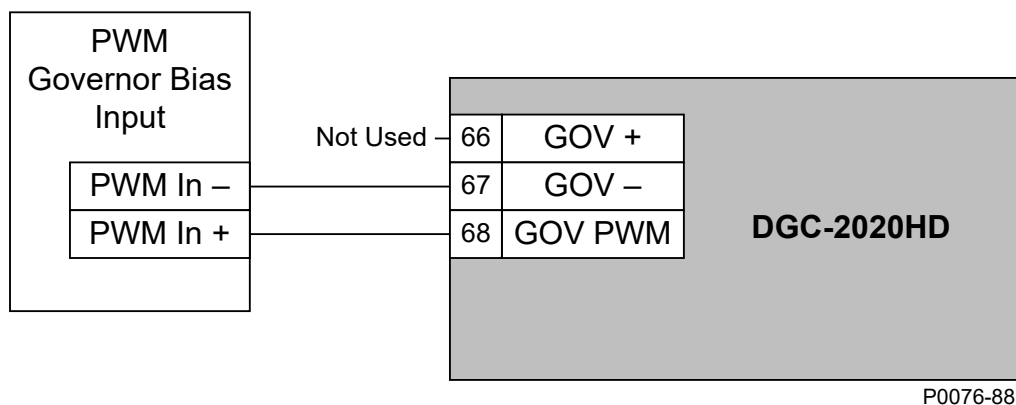 PWM
Governor Bias
Input
Not Used
66 GOV +
PWM In –
67 GOV –
PWM In +
68 GOV PWM
DGC-2020HD
P0076-88